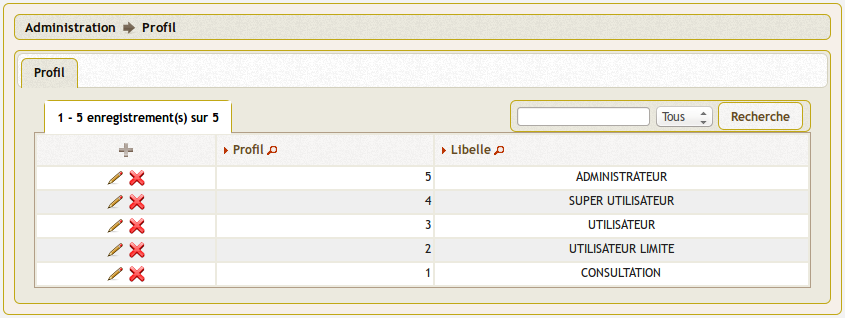 Administration Profil
Profil
1 - 5 enregistrement(s) sur 5
Tous Recherche
Profil Libelle
5 ADMINISTRATEUR
4 SUPER UTILISATEUR
3 UTILISATEUR
2 UTILISATEUR LIMITE
1 CONSULTATION